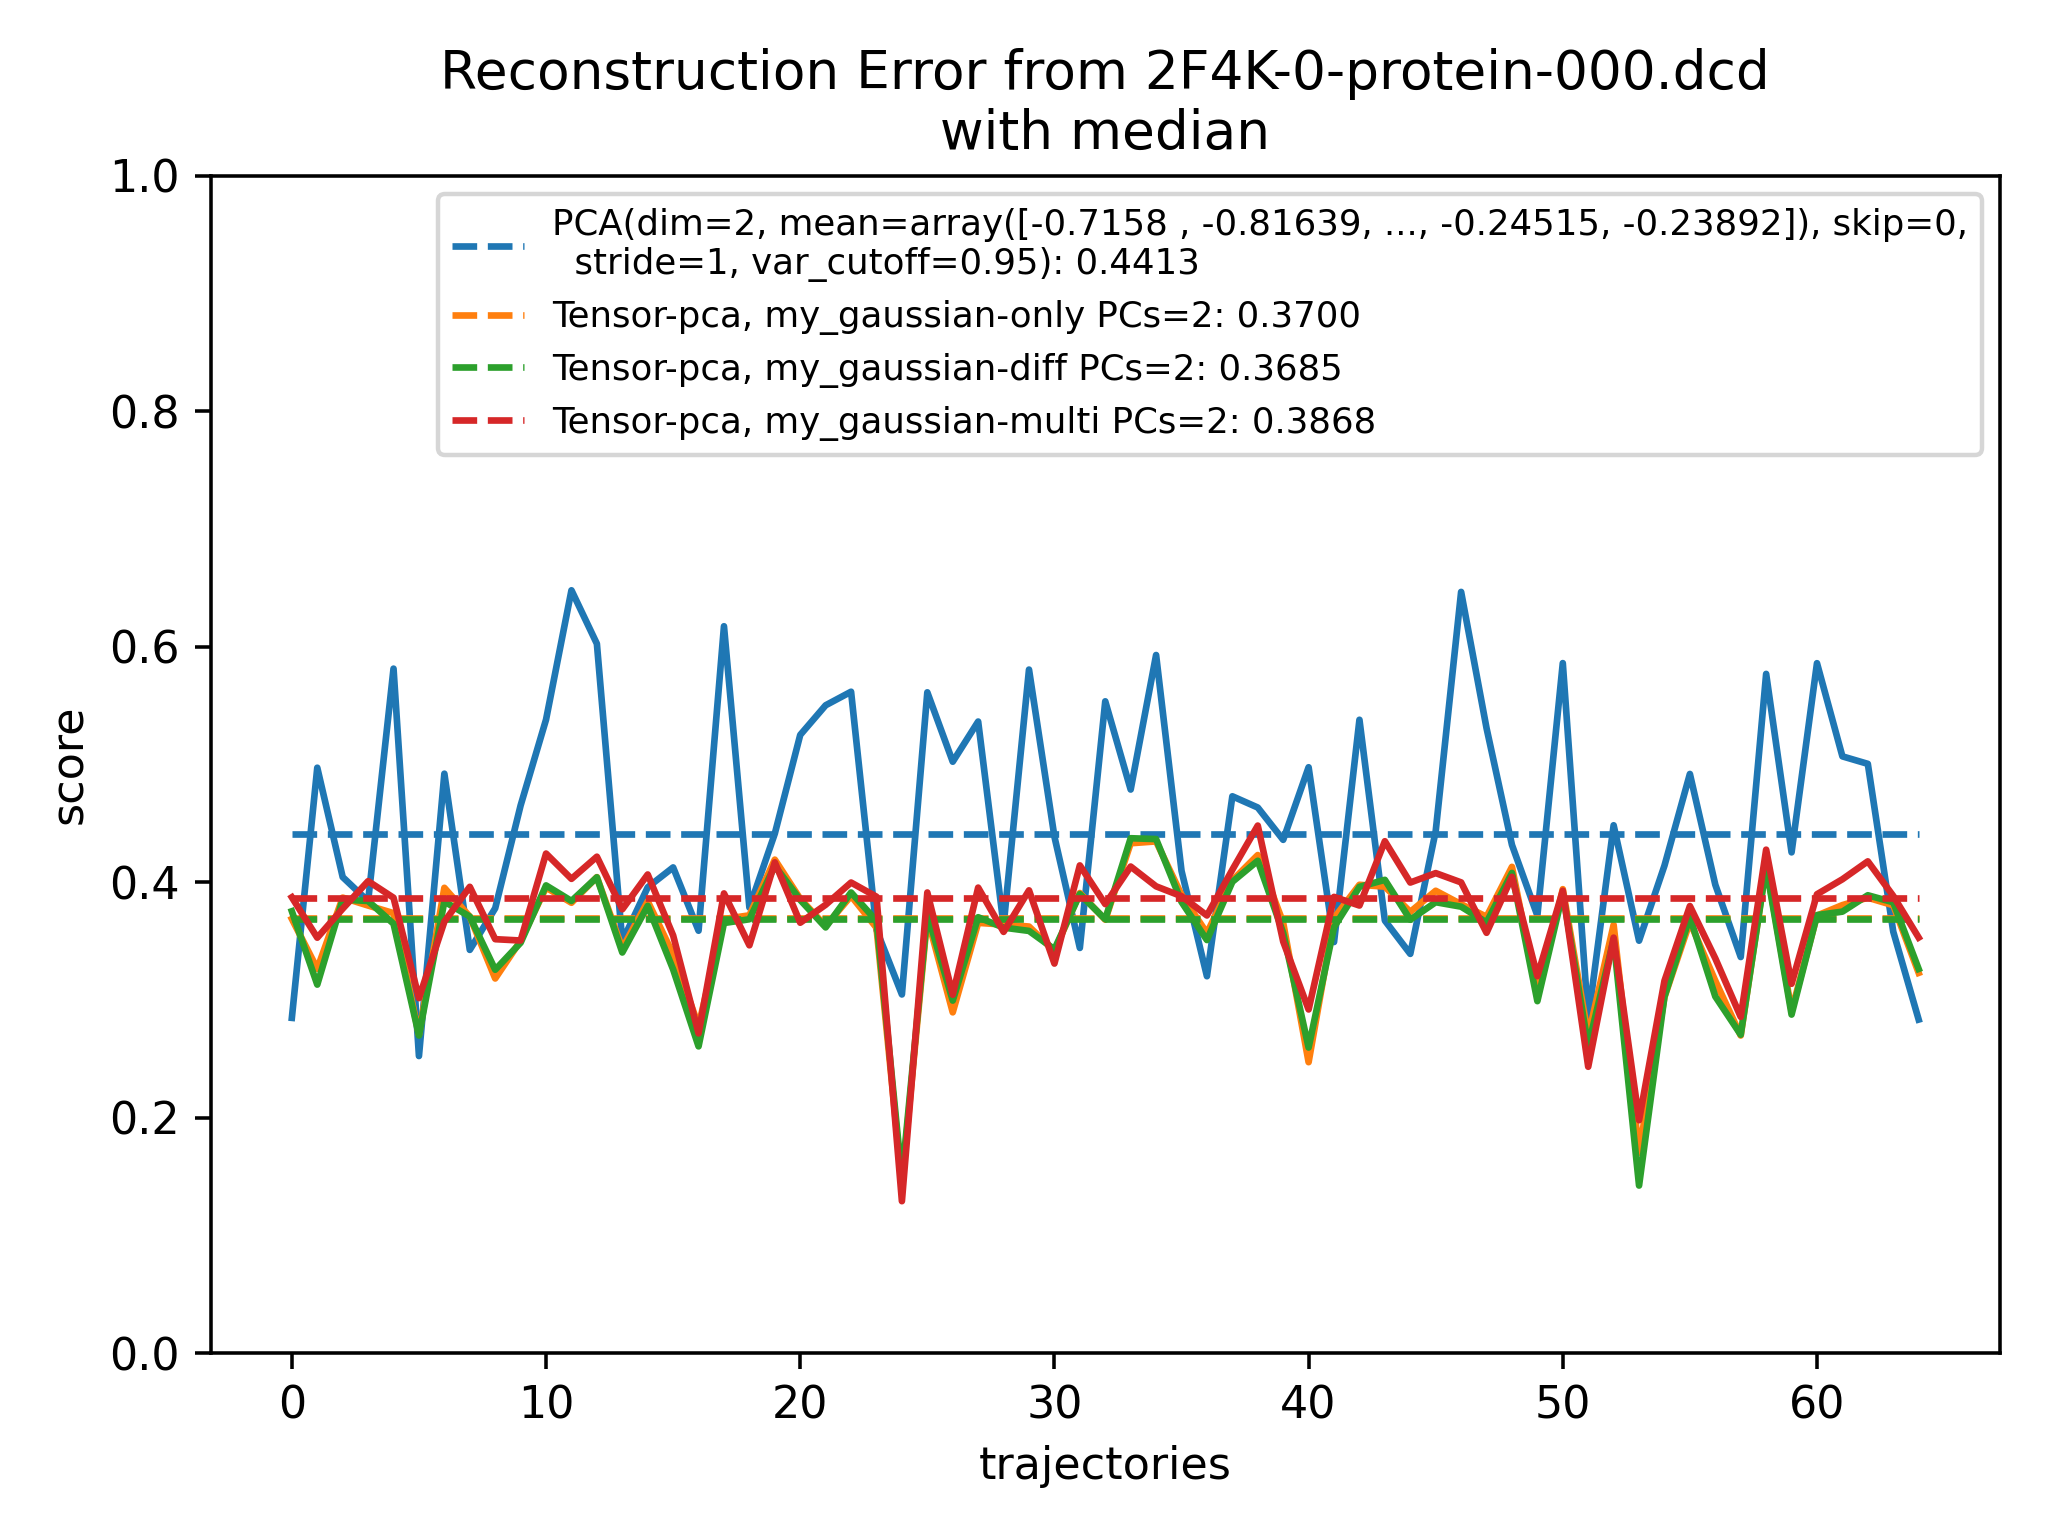 Reconstruction Error from 2F4K-0-protein-000.dcd
with median
1.0
0.8
0.6
0.4
0.2
0.0
score
PCA(dim=2, mean=array([-0.7158 , -0.81639, ..., -0.24515, -0.23892]), skip=0,
stride=1, var_cutoff=0.95): 0.4413
Tensor-pca, my_gaussian-only PCs=2: 0.3700
Tensor-pca, my_gaussian-diff PCs=2: 0.3685
Tensor-pca, my_gaussian-multi PCs=2: 0.3868
0 10 20 30 40 50 60
trajectories